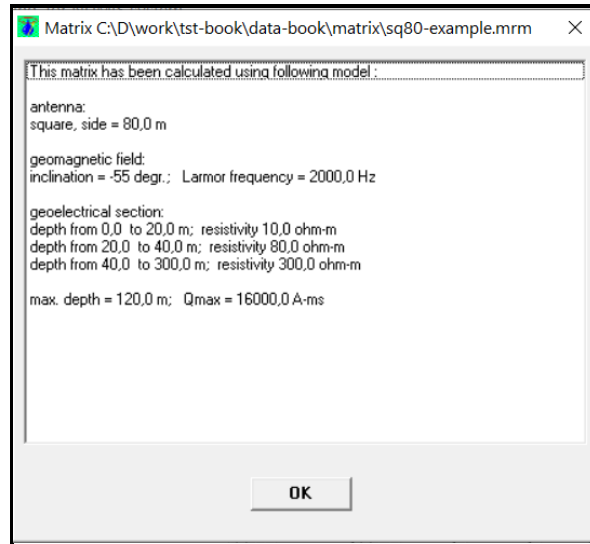 Matrix C:\D\work\tst-book\data-book\matrix\sq80-example.mrm
This matrix has been calculated using following model :
antenna:
square, side = 80,0 m
geomagnetic field:
inclination = -55 degr.; Larmor frequency = 2000,0 Hz
geoelectrical section:
depth from 0,0 to 20,0 m; resistivity 10,0 ohm-m
depth from 20,0 to 40,0 m; resistivity 80,0 ohm-m
depth from 40,0 to 300,0 m; resistivity 300,0 ohm-m
max. depth = 120,0 m; Qmax = 16000,0 A-ms
OK